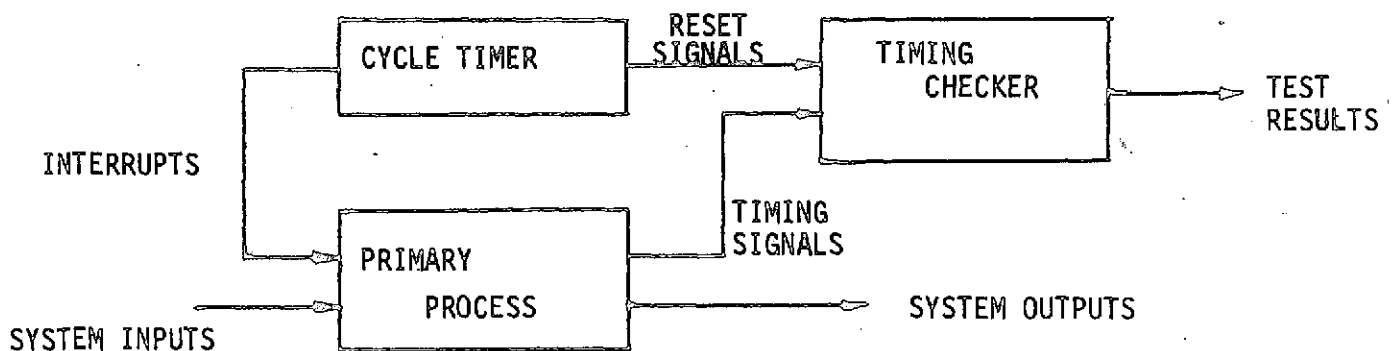 CYCLE TIMER
RESET
SIGNALS
TIMING
CHECKER
TEST
RESULTS
INTERRUPTS
PRIMARY
PROCESS
TIMING
SIGNALS
SYSTEM INPUTS
SYSTEM OUTPUTS